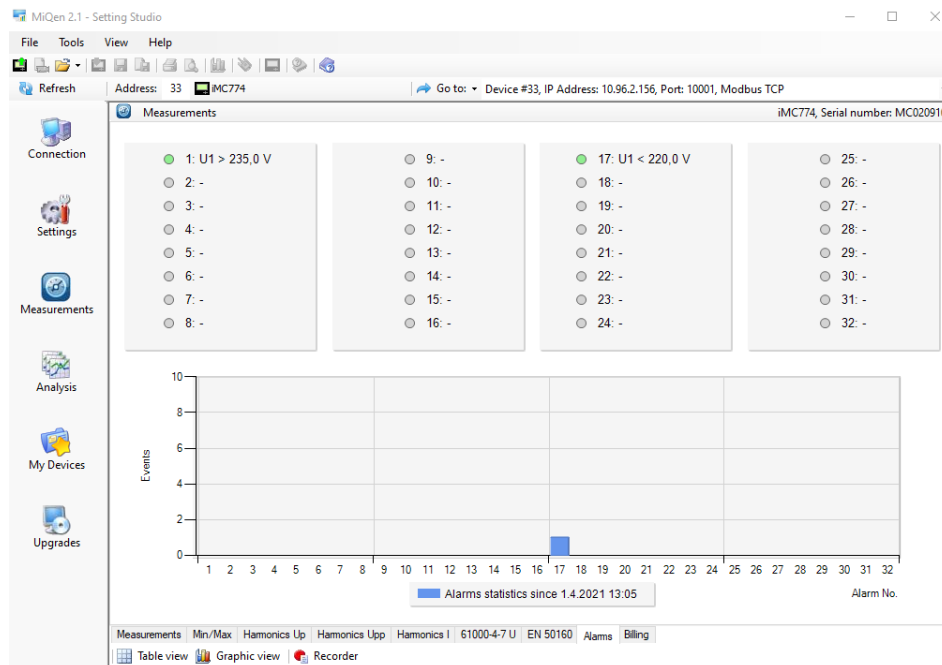 MiQen 2.1 - Setting Studio
File Tools View Help
Refresh Address: 33 iMC774 Go to: Device #33, IP Address: 10.96.2.156, Port: 10001, Modbus TCP
Measurements iMC774, Serial number:
Connection
Settings
Measurements
Analysis
My Devices
Upgrades
1: U1 > 235,0 V
2: -
3: -
4: -
5: -
6: -
7: -
8: -
9: -
10: -
11: -
12: -
13: -
14: -
15: -
16: -
17: U1 < 220,0 V
18: -
19: -
20: -
21: -
22: -
23: -
24: -
25: -
26: -
27: -
28: -
29: -
30: -
31: -
32: -
10
8
6
4
2
0
Events
1 2 3 4 5 6 7 8 9 10 11 12 13 14 15 16 17 18 19 20 21 22 23 24 25 26 27 28 29 30 31 32
Alarms statistics since 1.4.2021 13:05
Alarm No.
Measurements Min/Max Harmonics Up Harmonics Upp Harmonics I 61000-4-7 U EN 50160 Alarms Billing
Table view Graphic view Recorder